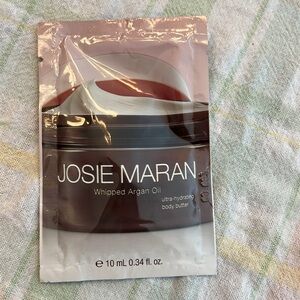 JOSIE MARAN
Whipped Argan Oil
ultra-hydrating
body butter
℮ 10 mL 0.34 fl. oz.